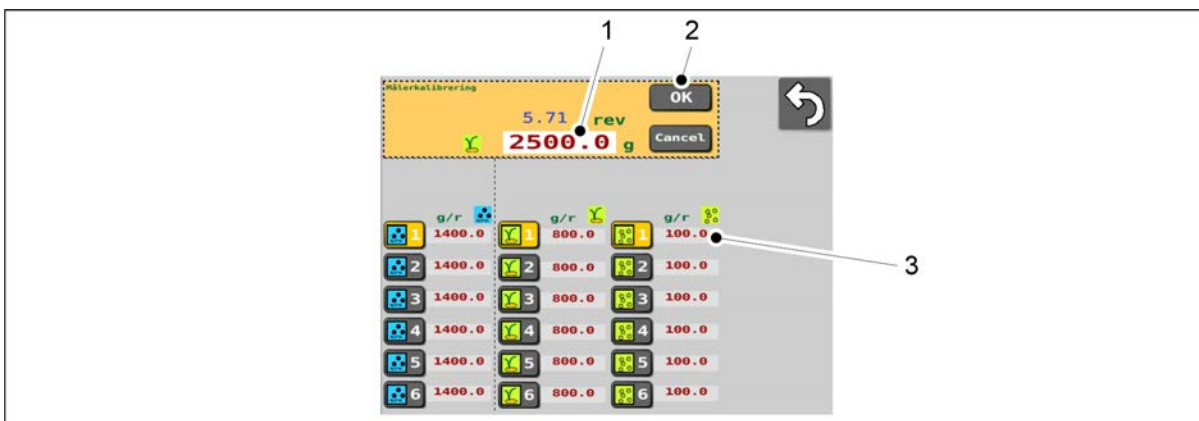 1 2
Målerkalibrering
OK
5.71 rev
2500.0 g Cancel
g/r g/r g/r
1 1400.0 1 800.0 1 100.0
3
2 1400.0 2 800.0 2 100.0
3 1400.0 3 800.0 3 100.0
4 1400.0 4 800.0 4 100.0
5 1400.0 5 800.0 5 100.0
6 1400.0 6 800.0 6 100.0